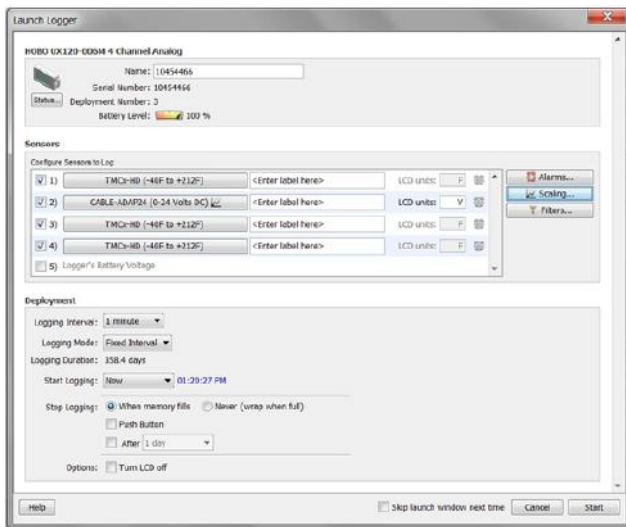 Launch Logger
HOBO UX120-006M 4 Channel Analog
Name: 10454466
Serial Number: 10454466
Status... Deployment Number: 3
Battery Level: 100 %
Sensors
Configure Sensors to Log:
1) TMCx-HD (-40F to +212F) <Enter label here> LCD units: F Alarms...
2) CABLE-ADAP24 (0-24 Volts DC) <Enter label here> LCD units: V Scaling...
3) TMCx-HD (-40F to +212F) <Enter label here> LCD units: F Filters...
4) TMCx-HD (-40F to +212F) <Enter label here> LCD units: F
5) Logger's Battery Voltage
Deployment
Logging Interval: 1 minute
Logging Mode: Fixed Interval
Logging Duration: 358.4 days
Start Logging: Now 01:20:27 PM
Stop Logging: When memory fills Never (wrap when full)
Push Button
After 1 day
Options: Turn LCD off
Help Skip launch window next time Cancel Start